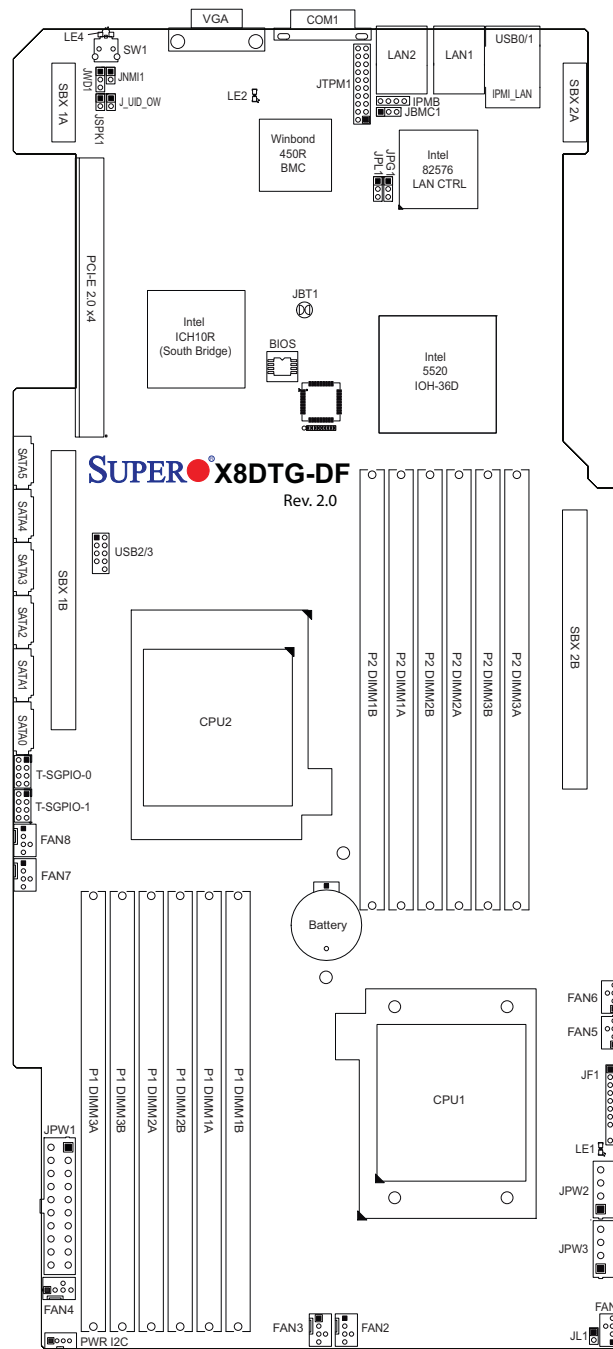 VGA
COM1
LE4
SW1
LAN2
LAN1
USB0/1
IPMI_LAN
JTPM1
SBX 1A
JWD1
JNMI1
J_UID_OW
JSPK1
LE2
IPMB
JBMC1
SBX 2A
Winbond
450R
BMC
JPG1
JPL1
Intel
82576
LAN CTRL
PCI-E 2.0 x4
Intel
ICH10R
(South Bridge)
JBT1
BIOS
Intel
5520
IOH-36D
SUPER® X8DTG-DF
Rev. 2.0
SATA5
SATA4
SATA3
SATA2
SATA1
SATA0
SBX 1B
USB2/3
CPU2
P2 DIMM1B
P2 DIMM1A
P2 DIMM2B
P2 DIMM2A
P2 DIMM3B
P2 DIMM3A
SBX 2B
T-SGPIO-0
T-SGPIO-1
FAN8
FAN7
Battery
FAN6
FAN5
P1 DIMM3A
P1 DIMM3B
P1 DIMM2A
P1 DIMM2B
P1 DIMM1A
P1 DIMM1B
CPU1
JF1
LE1
JPW1
JPW2
JPW3
FAN4
PWR I2C
FAN3
FAN2
FAN
JL1